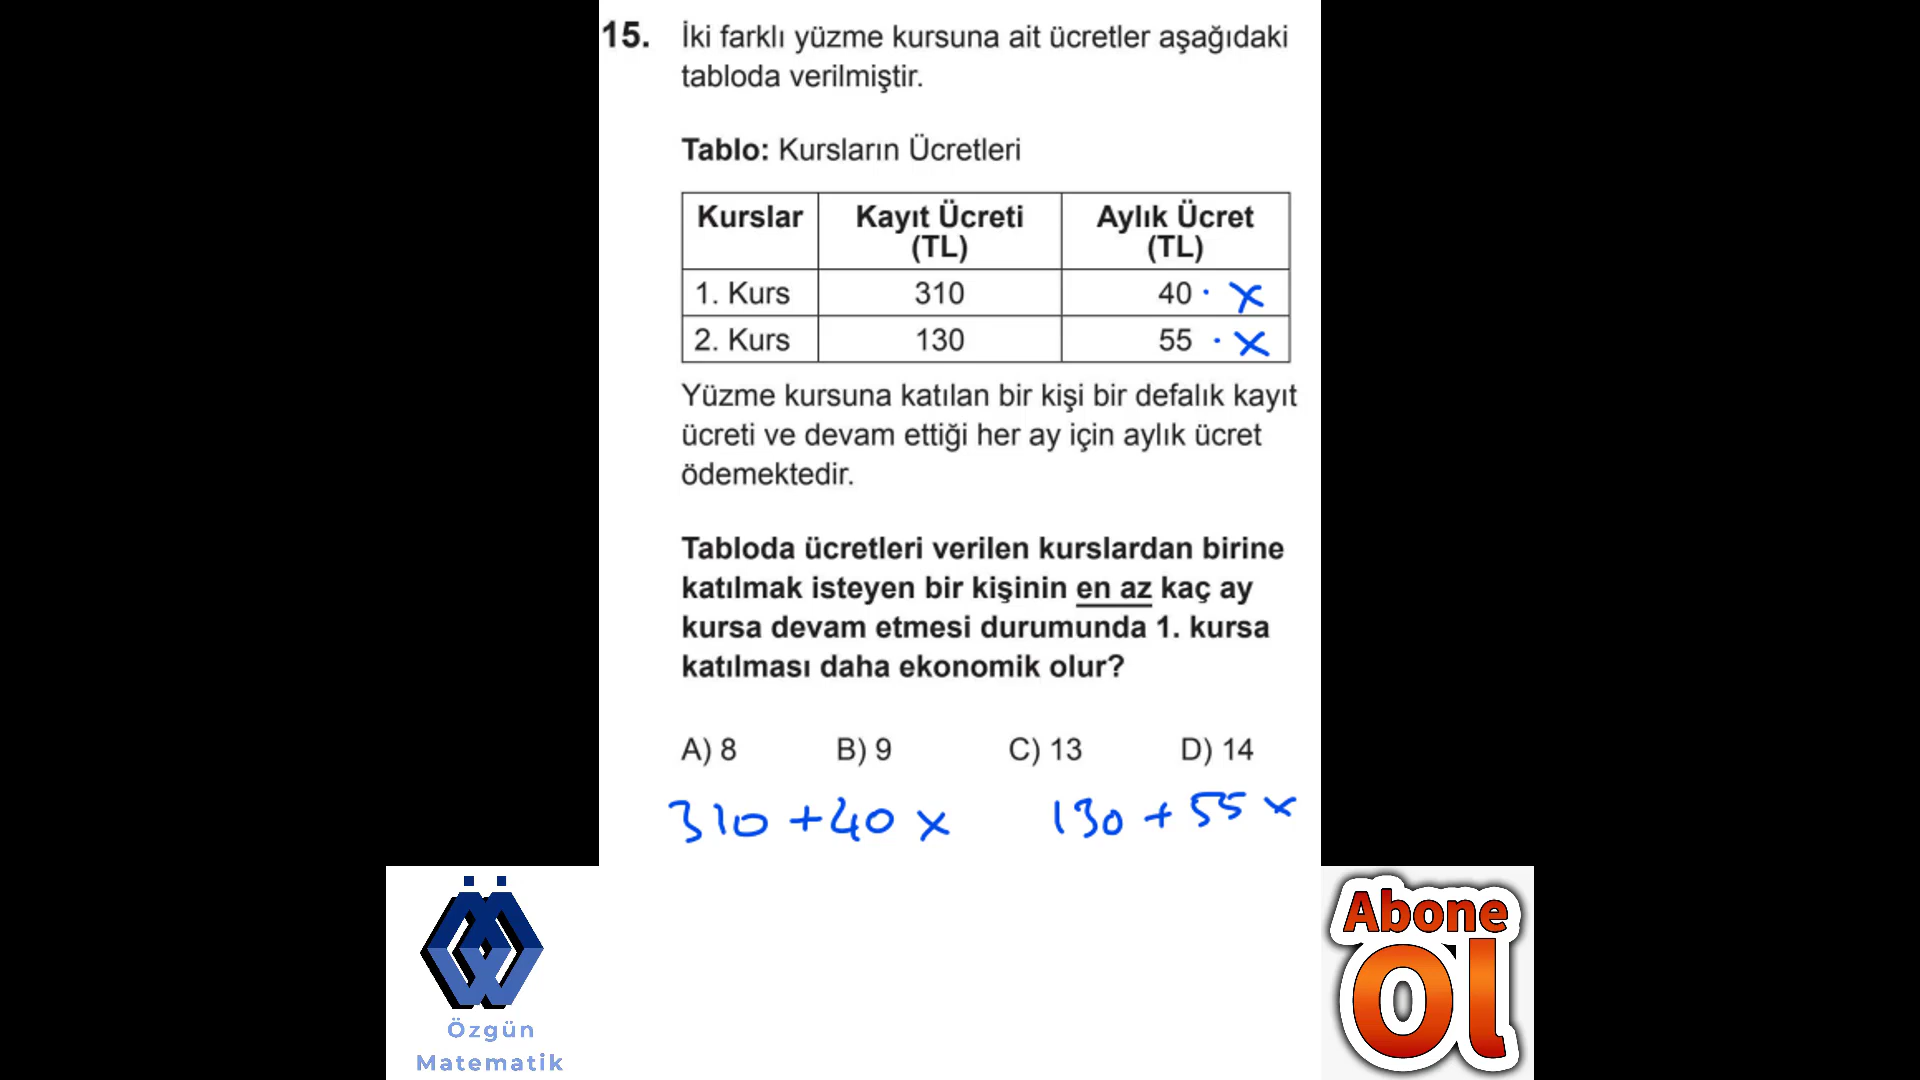 15. İki farklı yüzme kursuna ait ücretler aşağıdaki
tabloda verilmiştir.
Tablo: Kursların Ücretleri
Kurslar Kayıt Ücreti (TL) Aylık Ücret (TL)
1. Kurs 310 40 · x
2. Kurs 130 55 · x
Yüzme kursuna katılan bir kişi bir defalık kayıt
ücreti ve devam ettiği her ay için aylık ücret
ödemektedir.
Tabloda ücretleri verilen kurslardan birine
katılmak isteyen bir kişinin en az kaç ay
kursa devam etmesi durumunda 1. kursa
katılması daha ekonomik olur?
A) 8 B) 9 C) 13 D) 14
310 + 40 x 130 + 55 x
Özgün
Matematik
Abone
Ol